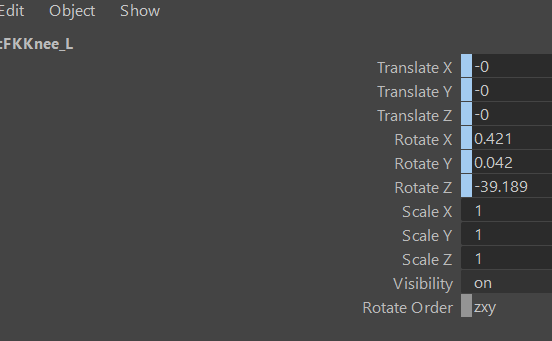 Edit Object Show
:FKKnee_L
Translate X -0
Translate Y -0
Translate Z -0
Rotate X 0.421
Rotate Y 0.042
Rotate Z -39.189
Scale X 1
Scale Y 1
Scale Z 1
Visibility on
Rotate Order zxy